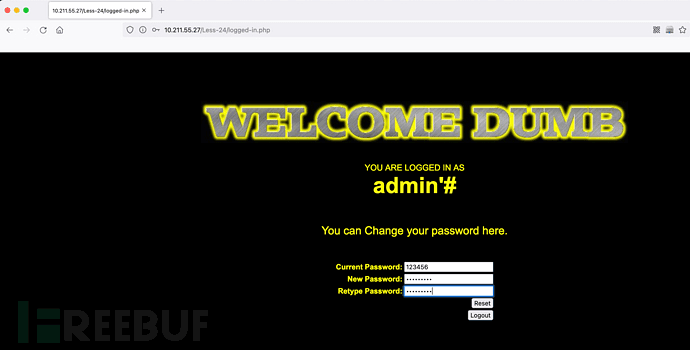 10.211.55.27/Less-24/logged-in.php
10.211.55.27/Less-24/logged-in.php
WELCOME DUMB
YOU ARE LOGGED IN AS
admin'#
You can Change your password here.
Current Password: 123456
New Password: •••••••••
Retype Password: •••••••••
Reset
Logout
FREEBUF